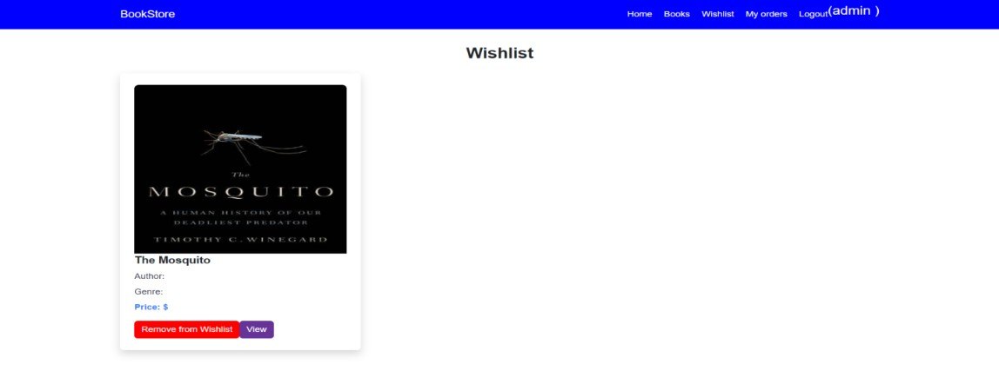 BookStore
Home Books Wishlist My orders Logout(admin )
Wishlist
The
MOSQUITO
A HUMAN HISTORY OF OUR
DEADLIEST PREDATOR
TIMOTHY C. WINEGARD
The Mosquito
Author:
Genre:
Price: $
Remove from Wishlist View